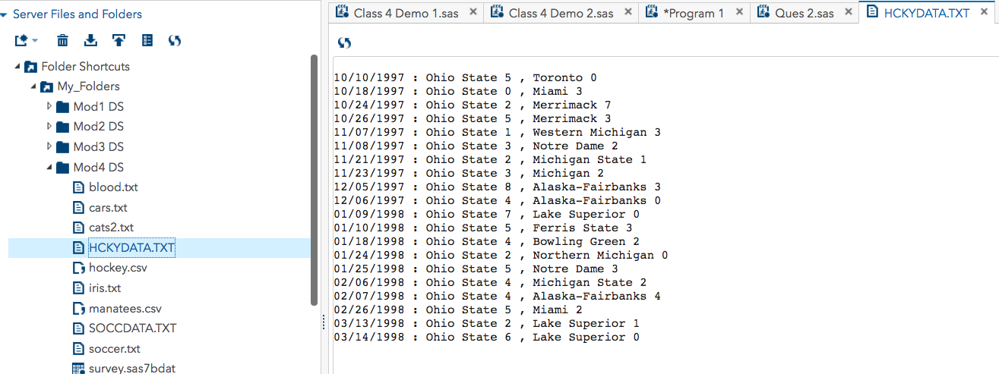 Server Files and Folders
Folder Shortcuts
My_Folders
Mod1 DS
Mod2 DS
Mod3 DS
Mod4 DS
blood.txt
cars.txt
cats2.txt
HCKYDATA.TXT
hockey.csv
iris.txt
manatees.csv
SOCCDATA.TXT
soccer.txt
survey.sas7bdat
Class 4 Demo 1.sas
Class 4 Demo 2.sas
*Program 1
Ques 2.sas
HCKYDATA.TXT
10/10/1997 : Ohio State 5 , Toronto 0
10/18/1997 : Ohio State 0 , Miami 3
10/24/1997 : Ohio State 2 , Merrimack 7
10/26/1997 : Ohio State 5 , Merrimack 3
11/07/1997 : Ohio State 1 , Western Michigan 3
11/08/1997 : Ohio State 3 , Notre Dame 2
11/21/1997 : Ohio State 2 , Michigan State 1
11/23/1997 : Ohio State 3 , Michigan 2
12/05/1997 : Ohio State 8 , Alaska-Fairbanks 3
12/06/1997 : Ohio State 4 , Alaska-Fairbanks 0
01/09/1998 : Ohio State 7 , Lake Superior 0
01/10/1998 : Ohio State 5 , Ferris State 3
01/18/1998 : Ohio State 4 , Bowling Green 2
01/24/1998 : Ohio State 2 , Northern Michigan 0
01/25/1998 : Ohio State 5 , Notre Dame 3
02/06/1998 : Ohio State 4 , Michigan State 2
02/07/1998 : Ohio State 4 , Alaska-Fairbanks 4
02/26/1998 : Ohio State 5 , Miami 2
03/13/1998 : Ohio State 2 , Lake Superior 1
03/14/1998 : Ohio State 6 , Lake Superior 0